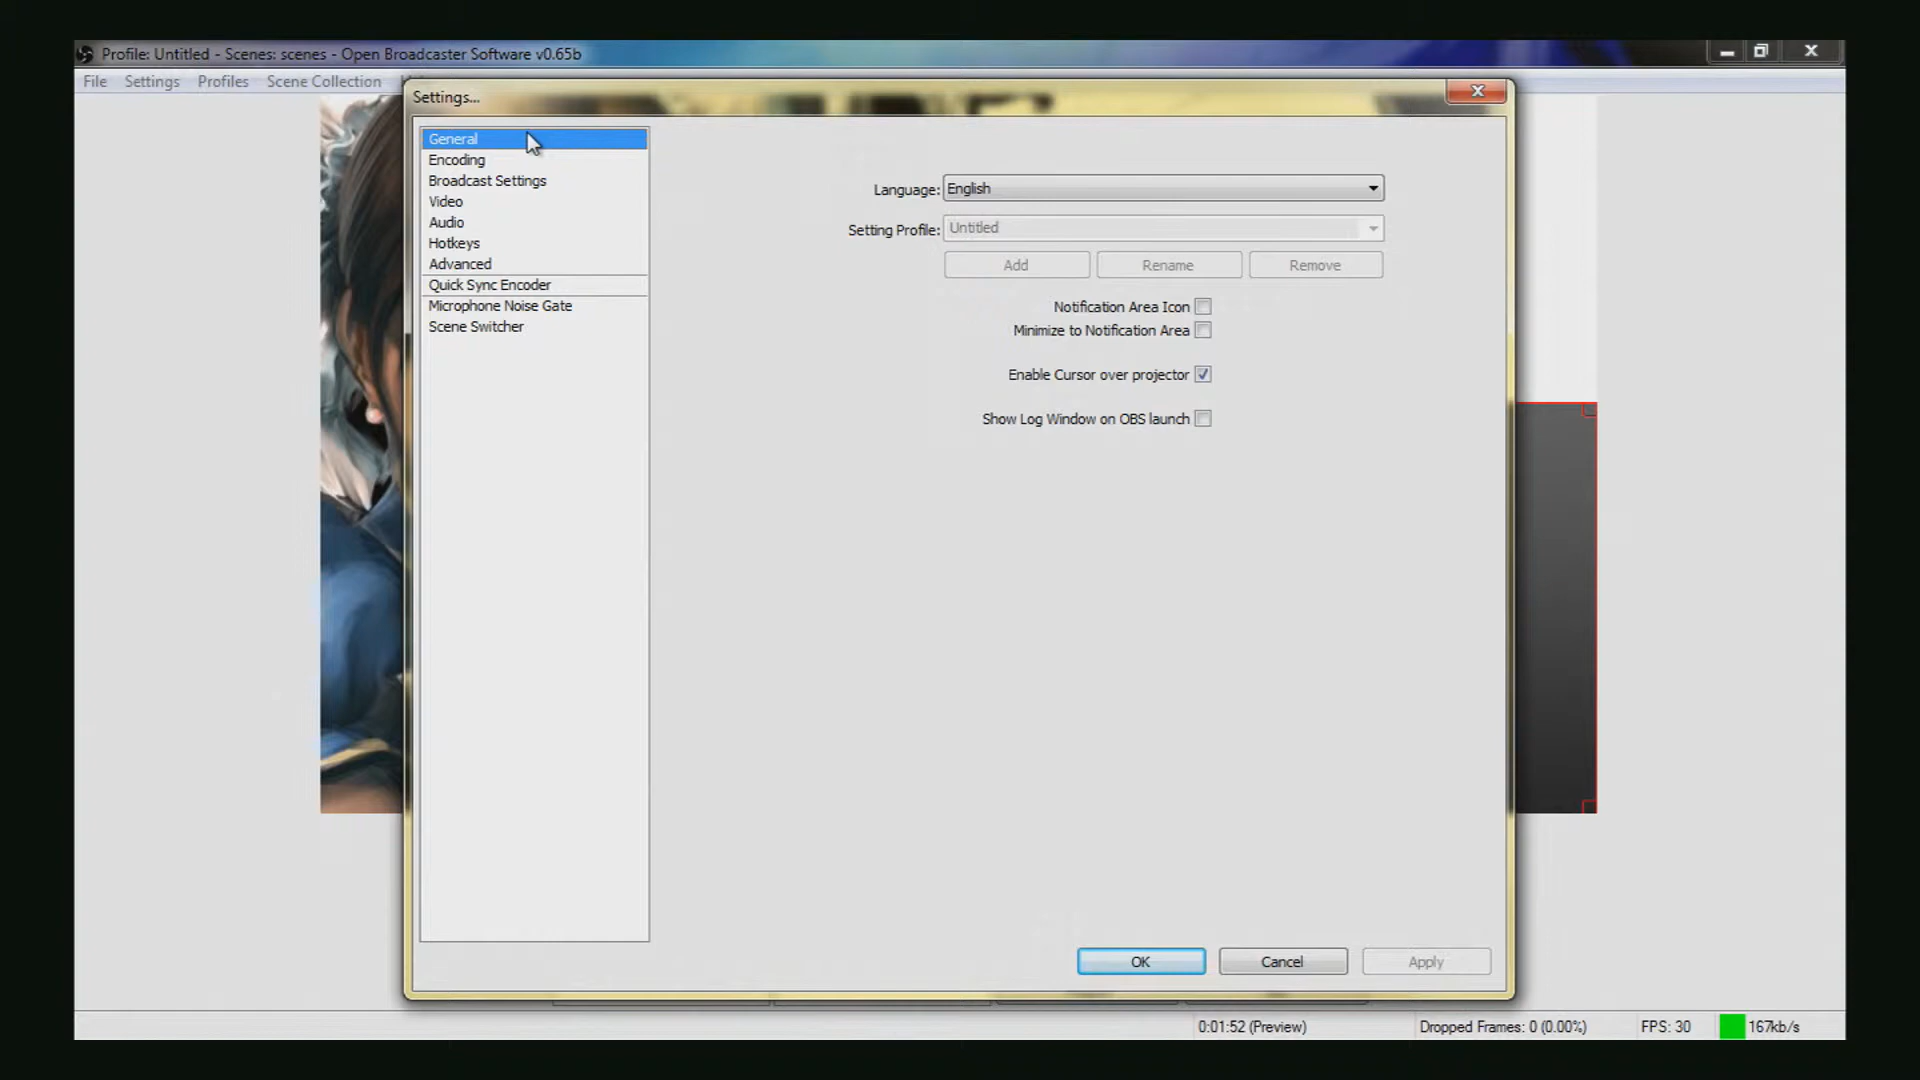 Profile: Untitled - Scenes: scenes - Open Broadcaster Software v0.65b
File Settings Profiles Scene Collection
Settings...
General
Encoding
Broadcast Settings
Video
Audio
Hotkeys
Advanced
Quick Sync Encoder
Microphone Noise Gate
Scene Switcher
Language: English
Setting Profile: Untitled
Add Rename Remove
Notification Area Icon
Minimize to Notification Area
Enable Cursor over projector
Show Log Window on OBS launch
OK Cancel Apply
0:01:52 (Preview) Dropped Frames: 0 (0.00%) FPS: 30 167kb/s